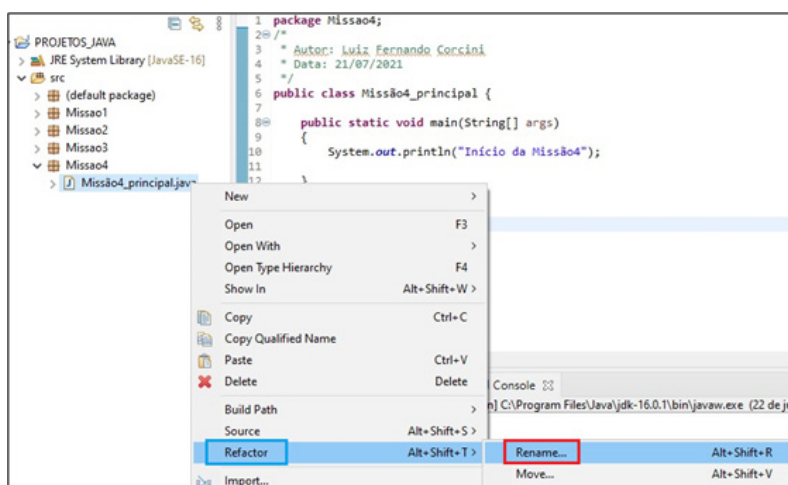 PROJETOS_JAVA
JRE System Library [JavaSE-16]
src
(default package)
Missao1
Missao2
Missao3
Missao4
Missão4_principal.java
1 package Missao4;
2 /*
3 * Autor: Luiz Fernando Corcini
4 * Data: 21/07/2021
5 */
6 public class Missão4_principal {
7
8 public static void main(String[] args)
9 {
10 System.out.println("Início da Missão4");
11
12 }
New
Open F3
Open With
Open Type Hierarchy F4
Show In Alt+Shift+W
Copy Ctrl+C
Copy Qualified Name
Paste Ctrl+V
Delete Delete
Build Path
Source Alt+Shift+S
Refactor Alt+Shift+T
Import...
Rename... Alt+Shift+R
Move... Alt+Shift+V
Console
n] C:\Program Files\Java\jdk-16.0.1\bin\javaw.exe (22 de j